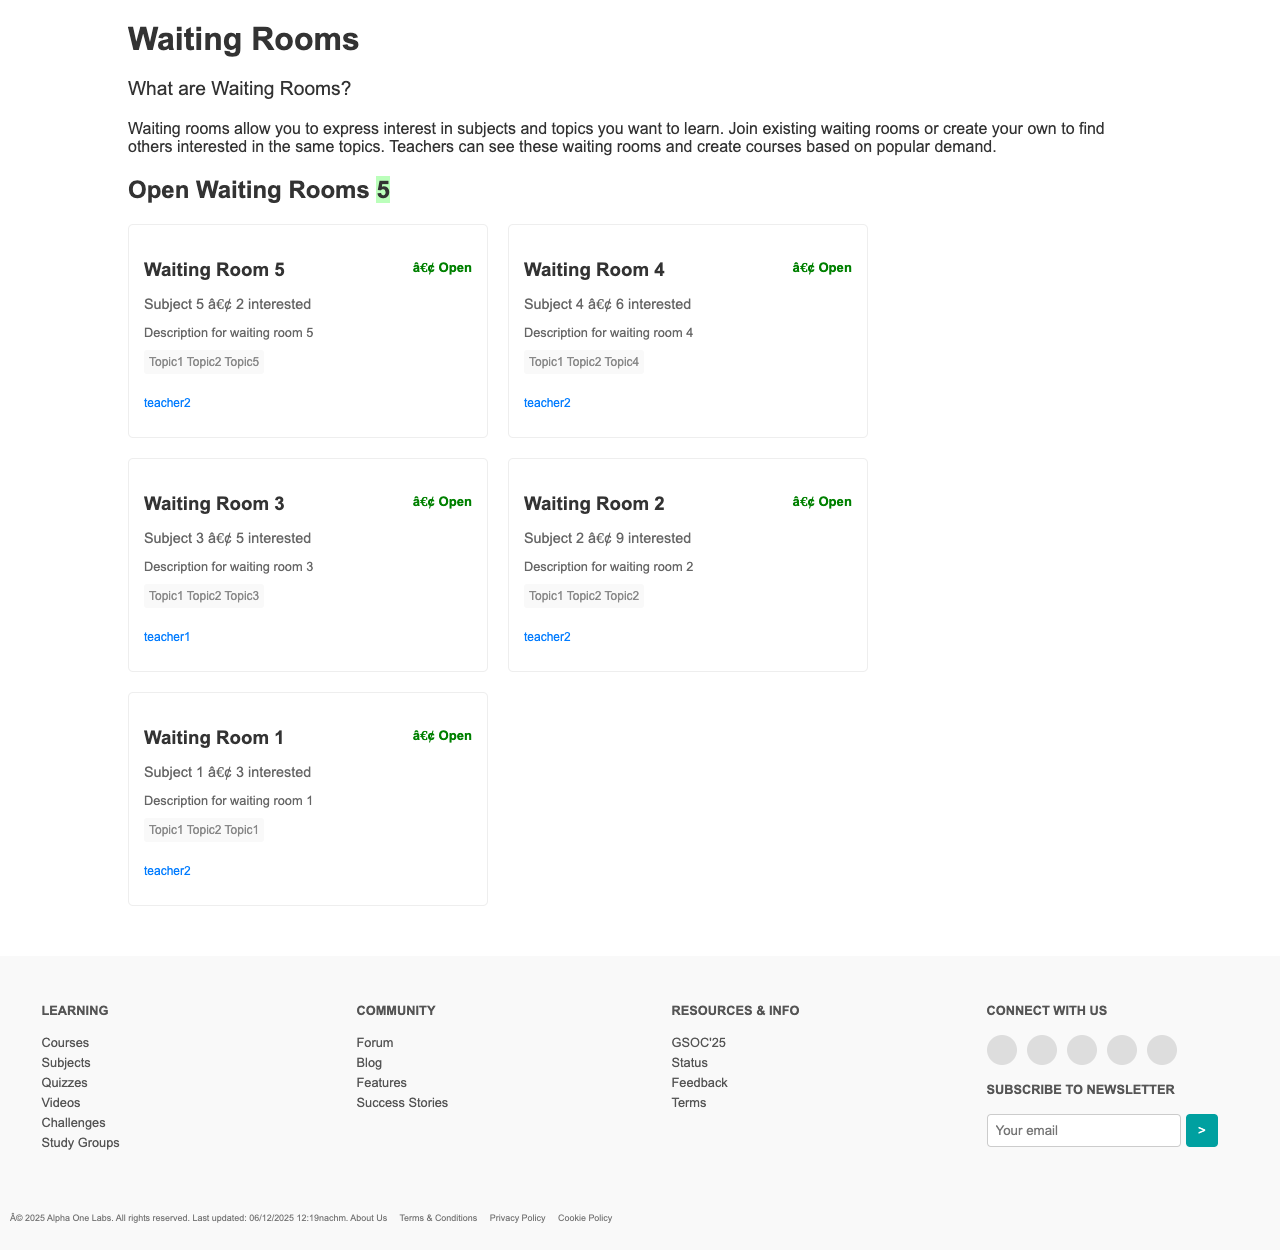 Waiting Rooms
What are Waiting Rooms?
Waiting rooms allow you to express interest in subjects and topics you want to learn. Join existing waiting rooms or create your own to find
others interested in the same topics. Teachers can see these waiting rooms and create courses based on popular demand.
Open Waiting Rooms 5
Waiting Room 5 â€¢ Open
Subject 5 â€¢ 2 interested
Description for waiting room 5
Topic1 Topic2 Topic5
teacher2
Waiting Room 4 â€¢ Open
Subject 4 â€¢ 6 interested
Description for waiting room 4
Topic1 Topic2 Topic4
teacher2
Waiting Room 3 â€¢ Open
Subject 3 â€¢ 5 interested
Description for waiting room 3
Topic1 Topic2 Topic3
teacher1
Waiting Room 2 â€¢ Open
Subject 2 â€¢ 9 interested
Description for waiting room 2
Topic1 Topic2 Topic2
teacher2
Waiting Room 1 â€¢ Open
Subject 1 â€¢ 3 interested
Description for waiting room 1
Topic1 Topic2 Topic1
teacher2
LEARNING
Courses
Subjects
Quizzes
Videos
Challenges
Study Groups
COMMUNITY
Forum
Blog
Features
Success Stories
RESOURCES & INFO
GSOC'25
Status
Feedback
Terms
CONNECT WITH US
SUBSCRIBE TO NEWSLETTER
Your email >
Â© 2025 Alpha One Labs. All rights reserved. Last updated: 06/12/2025 12:19nachm. About Us Terms & Conditions Privacy Policy Cookie Policy